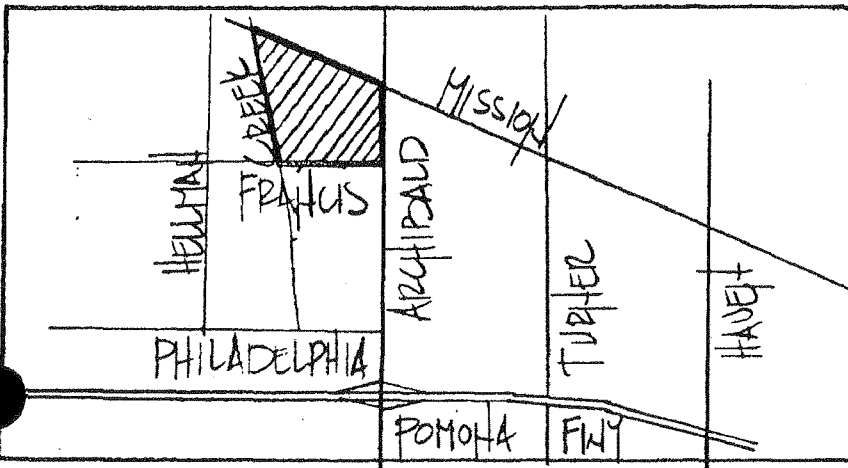 CREEK
MISSION
HELLMAN
FRANCIS
ARCHIBALD
TURNER
HAVEN
PHILADELPHIA
POMONA FWY